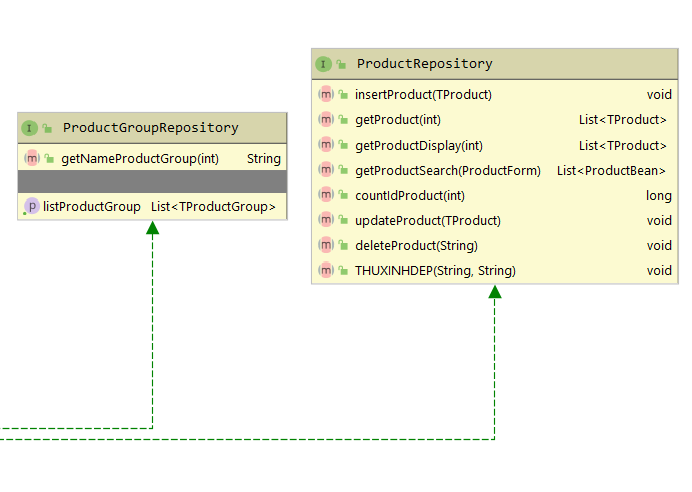 ProductGroupRepository
getNameProductGroup(int) String
listProductGroup List<TProductGroup>
ProductRepository
insertProduct(TProduct) void
getProduct(int) List<TProduct>
getProductDisplay(int) List<TProduct>
getProductSearch(ProductForm) List<ProductBean>
countIdProduct(int) long
updateProduct(TProduct) void
deleteProduct(String) void
THUXINHDEP(String, String) void